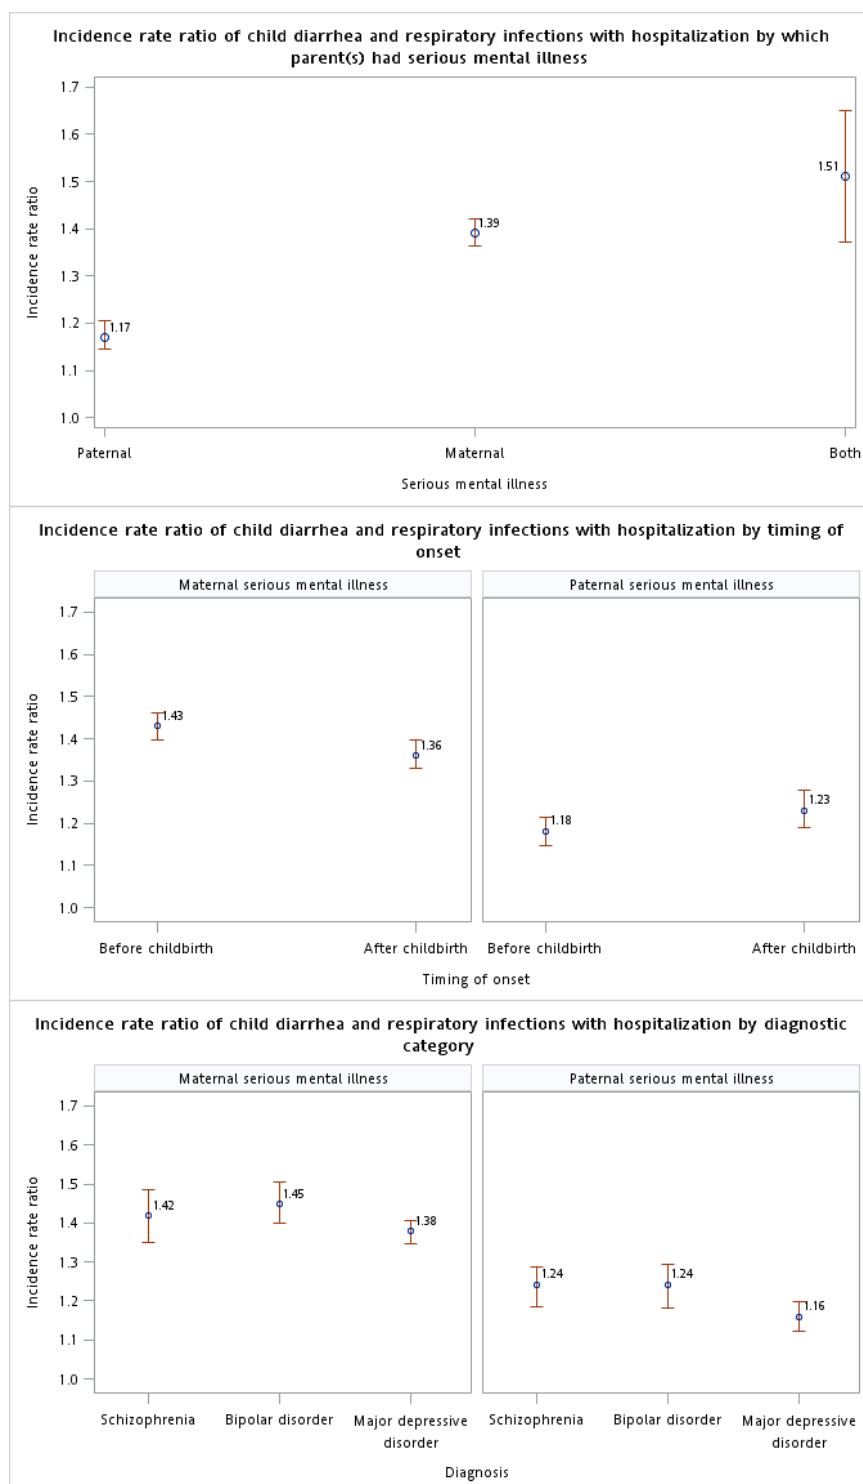 Incidence rate ratio of child diarrhea and respiratory infections with hospitalization by which
parent(s) had serious mental illness
1.7
1.6
1.5
1.4
1.3
1.2
1.1
1.0
Incidence rate ratio
1.17
1.39
1.51
Paternal
Maternal
Both
Serious mental illness
Incidence rate ratio of child diarrhea and respiratory infections with hospitalization by timing of
onset
Maternal serious mental illness
Paternal serious mental illness
1.7
1.6
1.5
1.4
1.3
1.2
1.1
1.0
Incidence rate ratio
1.43
1.36
1.18
1.23
Before childbirth
After childbirth
Before childbirth
After childbirth
Timing of onset
Incidence rate ratio of child diarrhea and respiratory infections with hospitalization by diagnostic
category
Maternal serious mental illness
Paternal serious mental illness
1.7
1.6
1.5
1.4
1.3
1.2
1.1
1.0
Incidence rate ratio
1.42
1.45
1.38
1.24
1.24
1.16
Schizophrenia
Bipolar disorder
Major depressive
disorder
Schizophrenia
Bipolar disorder
Major depressive
disorder
Diagnosis